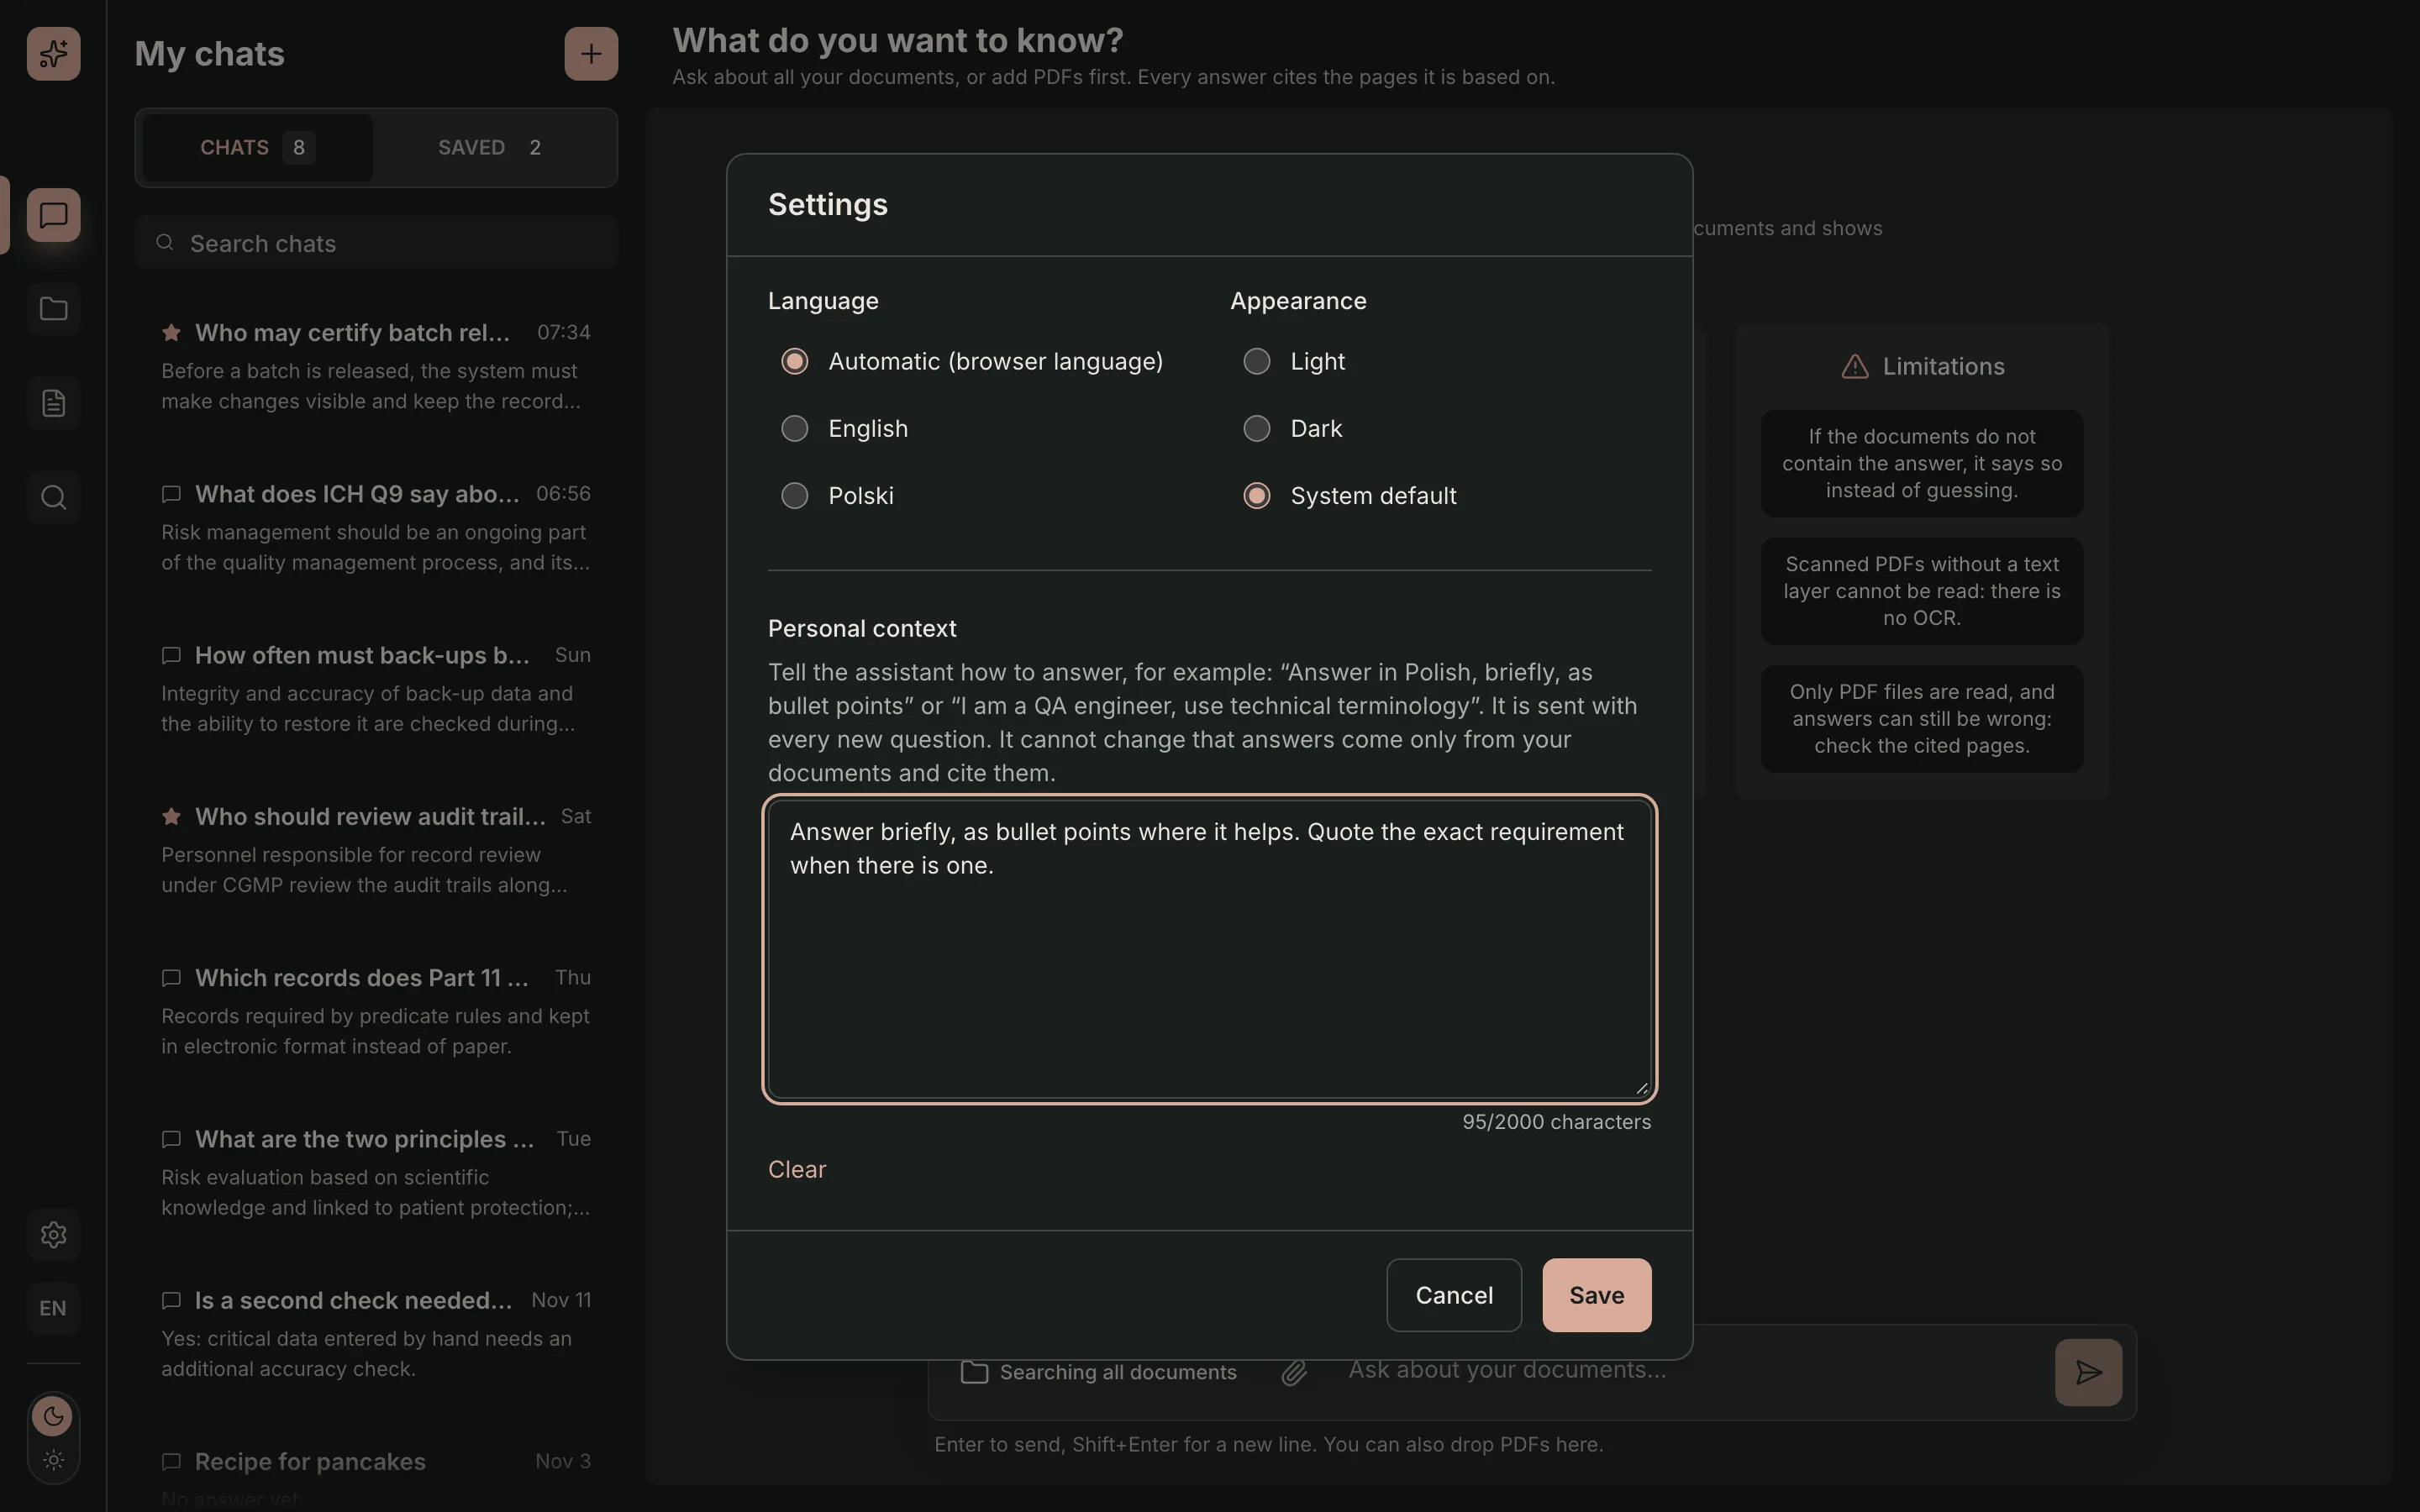 My chats
CHATS 8
SAVED 2
Search chats
Who may certify batch rel... 07:34
Before a batch is released, the system must
make changes visible and keep the record...
What does ICH Q9 say abo... 06:56
Risk management should be an ongoing part
of the quality management process, and its...
How often must back-ups b... Sun
Integrity and accuracy of back-up data and
the ability to restore it are checked during...
Who should review audit trail... Sat
Personnel responsible for record review
under CGMP review the audit trails along...
Which records does Part 11 ... Thu
Records required by predicate rules and kept
in electronic format instead of paper.
What are the two principles ... Tue
Risk evaluation based on scientific
knowledge and linked to patient protection;...
Is a second check needed... Nov 11
Yes: critical data entered by hand needs an
additional accuracy check.
Recipe for pancakes Nov 3
No answer yet
EN
What do you want to know?
Ask about all your documents, or add PDFs first. Every answer cites the pages it is based on.
cuments and shows
Settings
Language
Automatic (browser language)
English
Polski
Appearance
Light
Dark
System default
Personal context
Tell the assistant how to answer, for example: “Answer in Polish, briefly, as
bullet points” or “I am a QA engineer, use technical terminology”. It is sent with
every new question. It cannot change that answers come only from your
documents and cite them.
Answer briefly, as bullet points where it helps. Quote the exact requirement
when there is one.
95/2000 characters
Clear
Cancel
Save
Limitations
If the documents do not
contain the answer, it says so
instead of guessing.
Scanned PDFs without a text
layer cannot be read: there is
no OCR.
Only PDF files are read, and
answers can still be wrong:
check the cited pages.
Searching all documents
Ask about your documents...
Enter to send, Shift+Enter for a new line. You can also drop PDFs here.